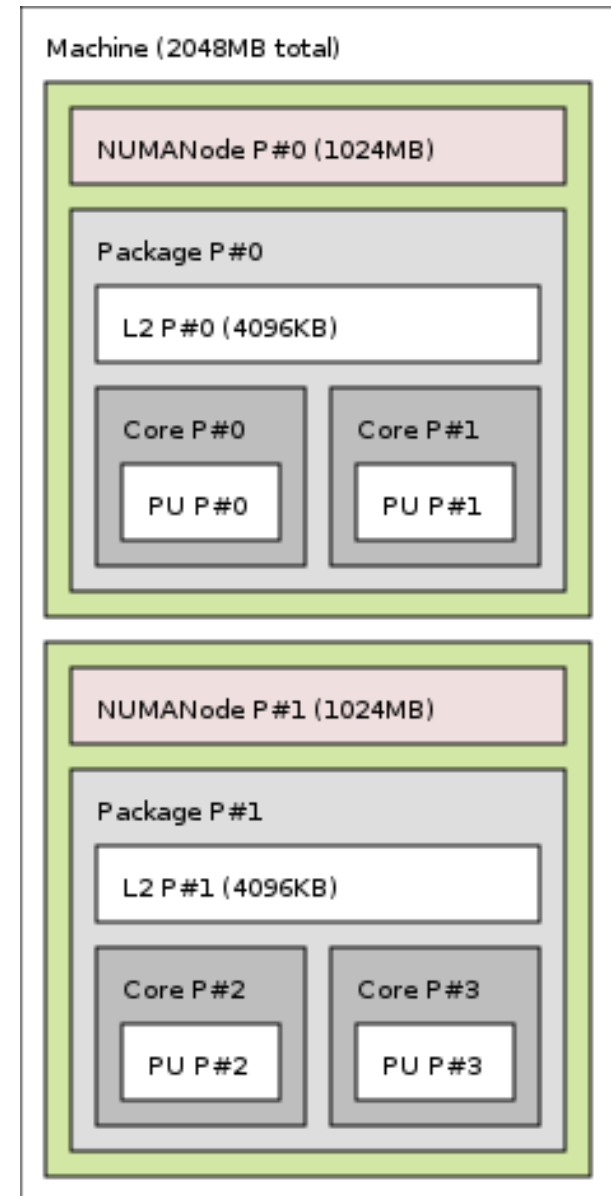 Machine (2048MB total)
NUMANode P#0 (1024MB)
Package P#0
L2 P#0 (4096KB)
Core P#0
Core P#1
PU P#0
PU P#1
NUMANode P#1 (1024MB)
Package P#1
L2 P#1 (4096KB)
Core P#2
Core P#3
PU P#2
PU P#3